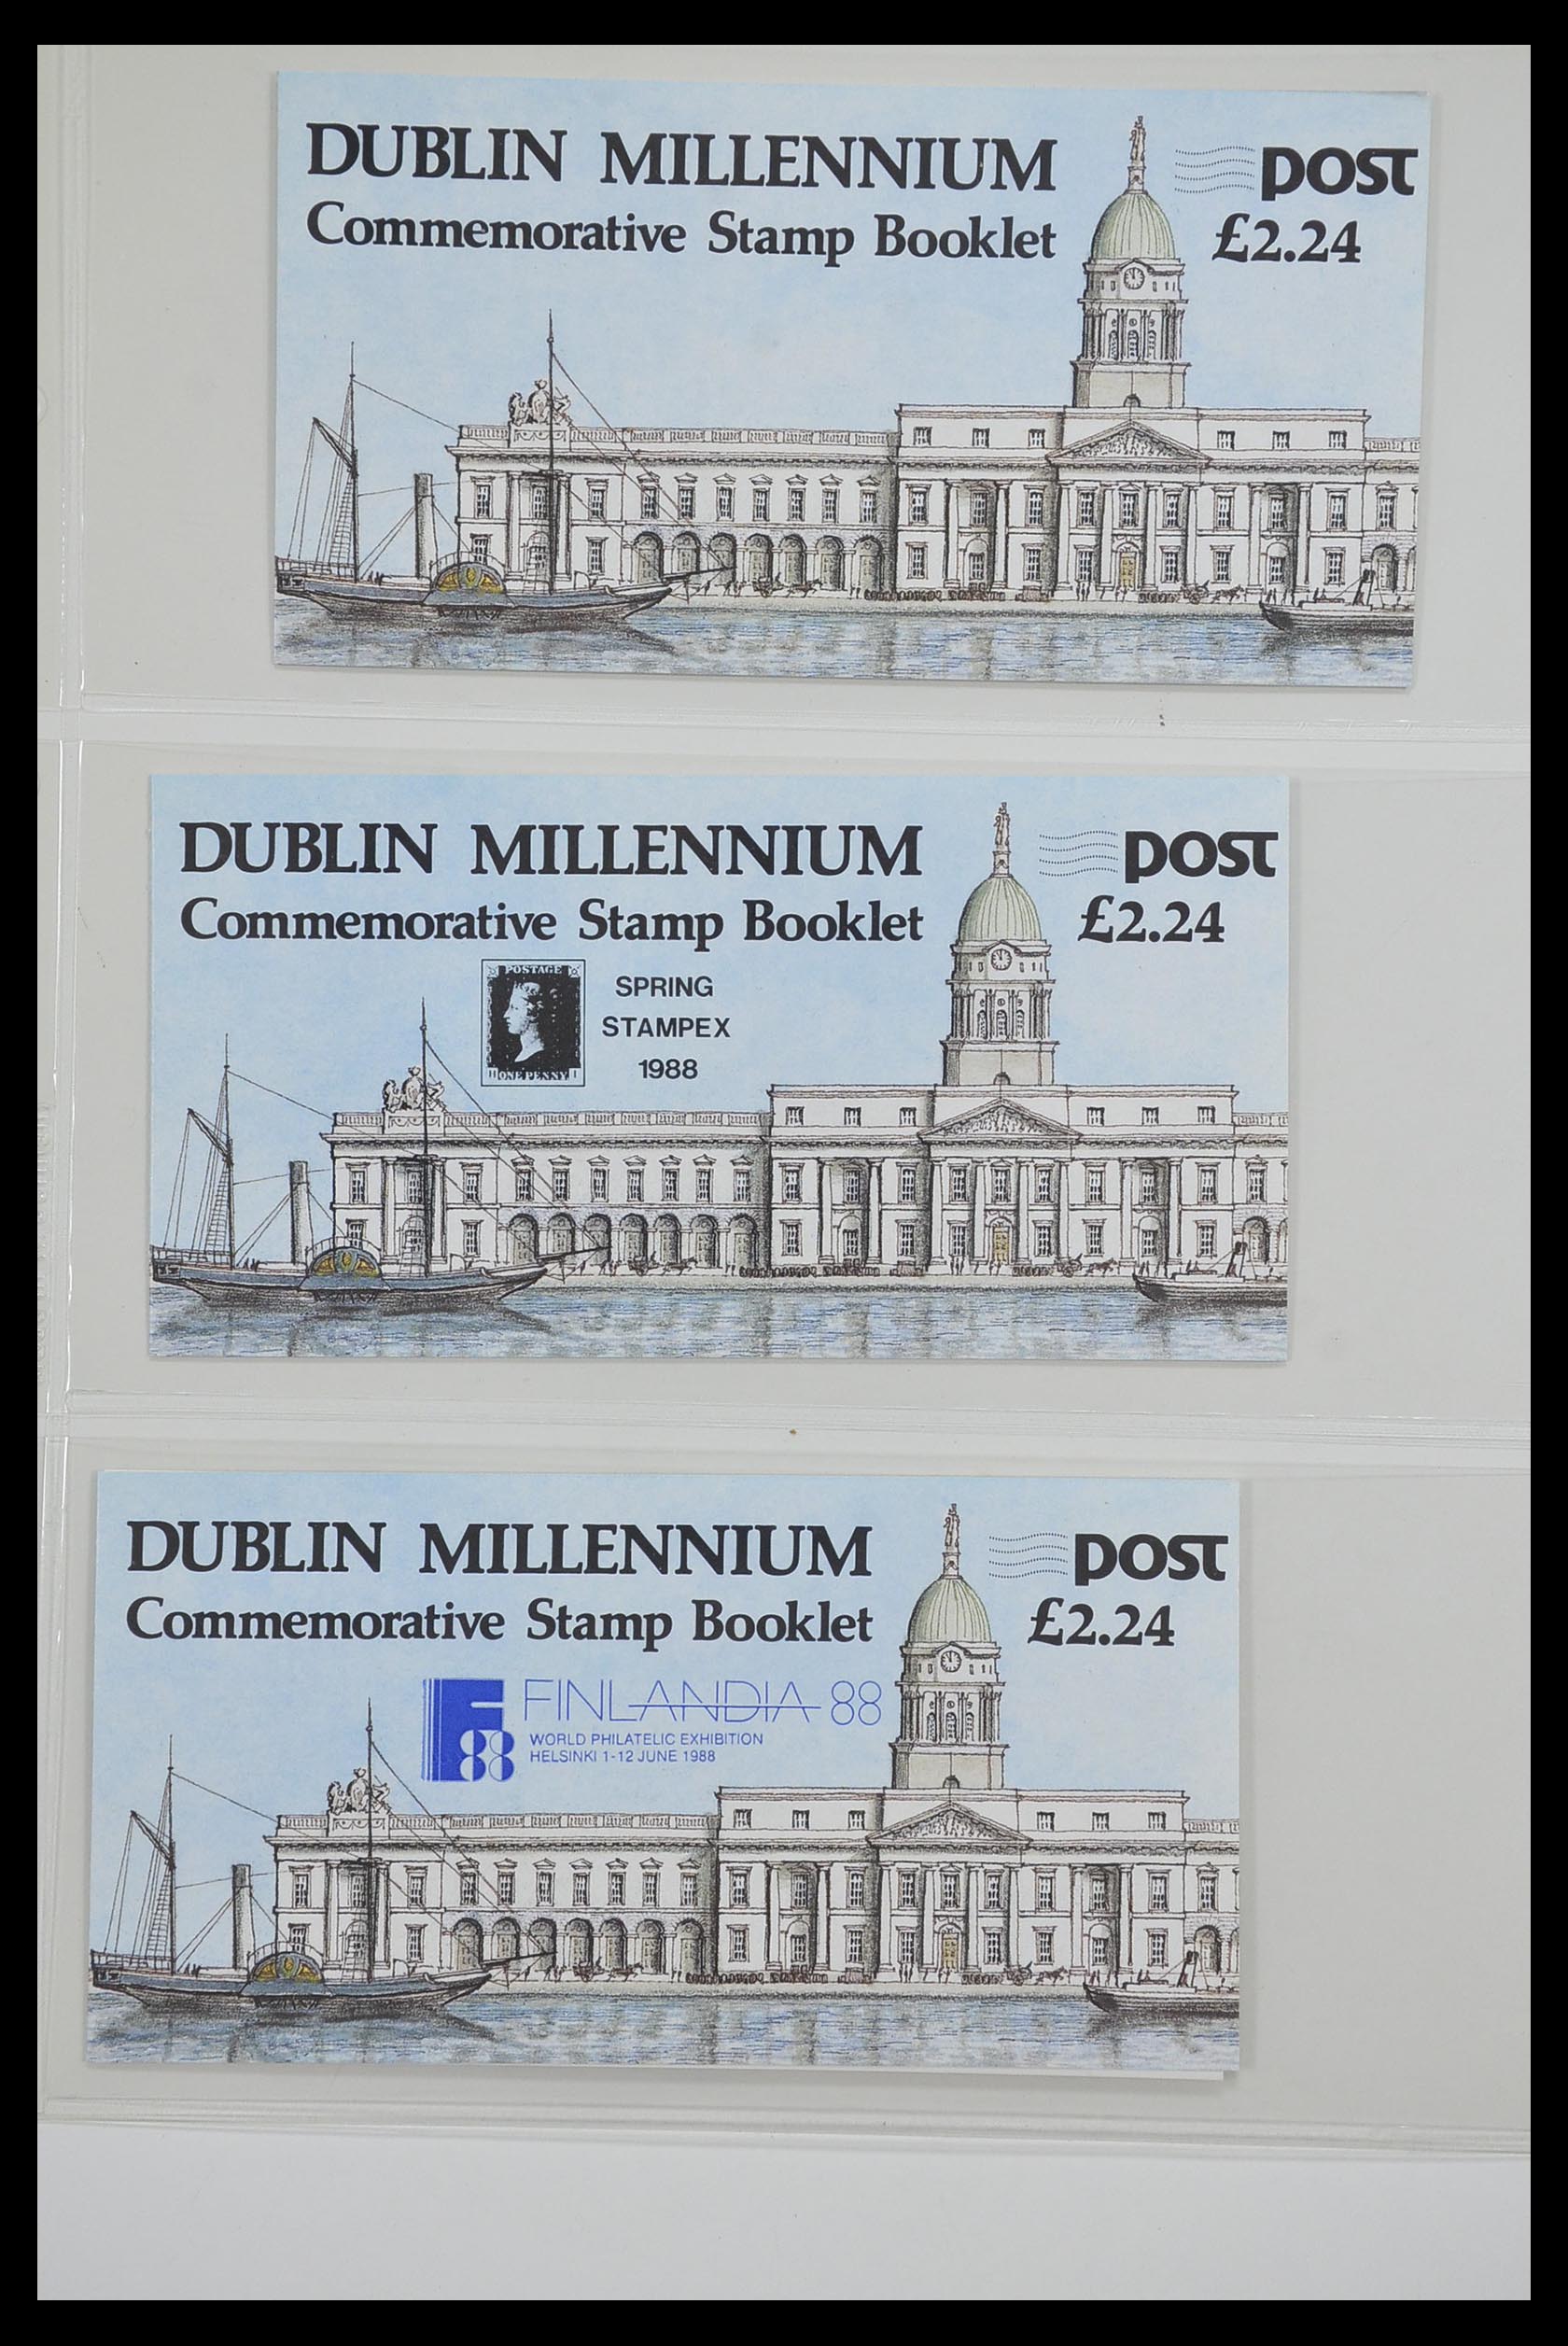 DUBLIN MILLENNIUM
Commemorative Stamp Booklet
post
£2.24
DUBLIN MILLENNIUM
Commemorative Stamp Booklet
post
£2.24
POSTAGE
ONE PENNY
SPRING
STAMPEX
1988
DUBLIN MILLENNIUM
Commemorative Stamp Booklet
post
£2.24
F
88
FINLANDIA 88
WORLD PHILATELIC EXHIBITION
HELSINKI 1-12 JUNE 1988